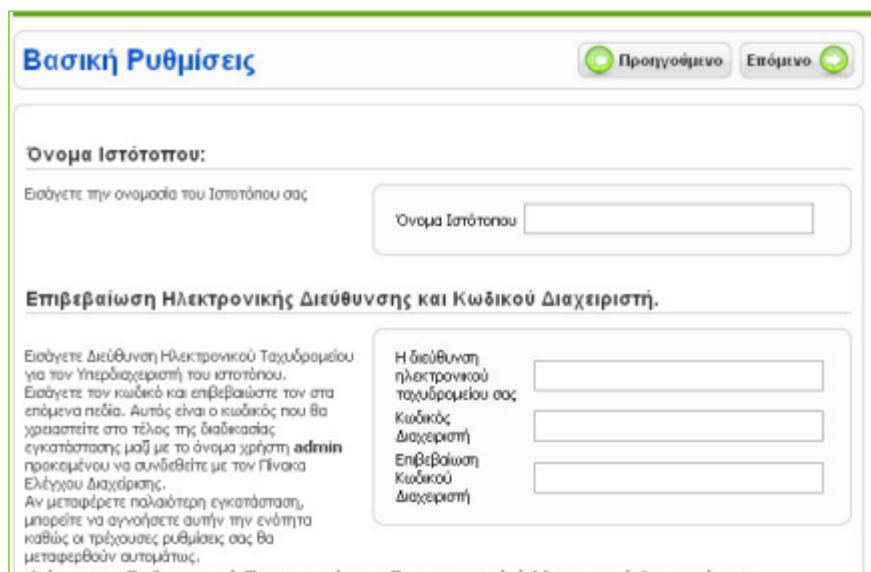 Βασική Ρυθμίσεις
Προηγούμενο
Επόμενο
Όνομα Ιστότοπου:
Εισάγετε την ονομασία του Ιστοτόπου σας
Όνομα Ιστότοπου
Επιβεβαίωση Ηλεκτρονικής Διεύθυνσης και Κωδικού Διαχειριστή.
Εισάγετε Διεύθυνση Ηλεκτρονικού Ταχυδρομείου
για τον Υπερδιαχειριστή του ιστοτόπου.
Εισάγετε τον κωδικό και επιβεβαιώστε τον στα
επόμενα πεδία. Αυτός είναι ο κωδικός που θα
χρειαστείτε στο τέλος της διαδικασίας
εγκατάστασης μαζί με το όνομα χρήστη admin
προκειμένου να συνδεθείτε με τον Πίνακα
Ελέγχου Διαχείρισης.
Αν μεταφέρετε παλαιότερη εγκατάσταση,
μπορείτε να αγνοήσετε αυτήν την ενότητα
καθώς οι τρέχουσες ρυθμίσεις σας θα
μεταφερθούν αυτομάτως.
Η διεύθυνση
ηλεκτρονικού
ταχυδρομείου σας
Κωδικός
Διαχειριστή
Επιβεβαίωση
Κωδικού
Διαχειριστή